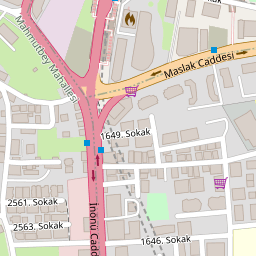 Mahmutbey Mahallesi
Maslak Caddesi
1649. Sokak
2561. Sokak
İnönü Cadd
2563. Sokak
1646. Sokak